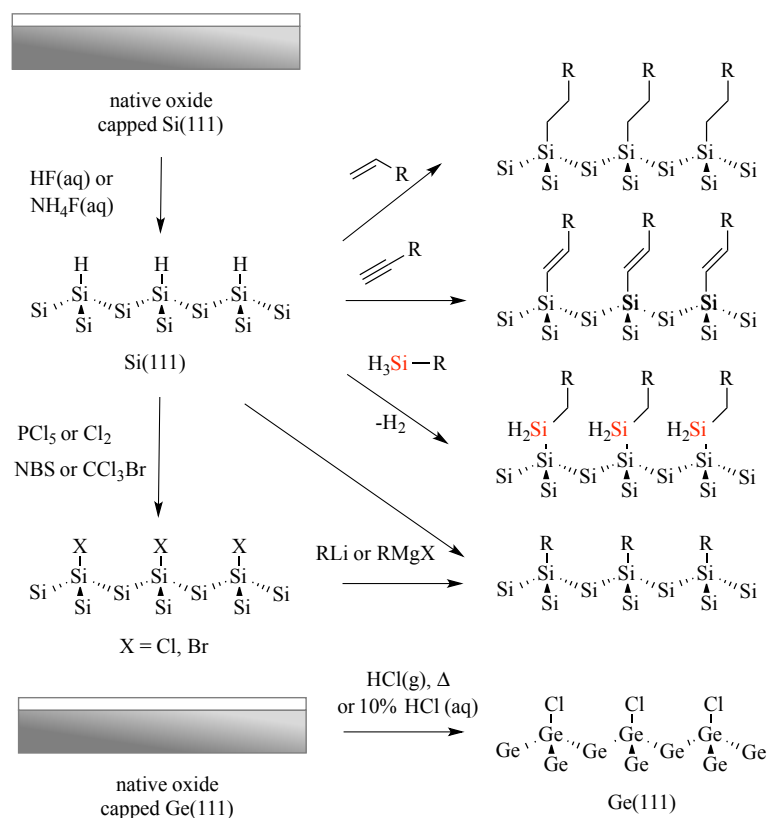 native oxide
capped Si(111)
HF(aq) or
NH4F(aq)
H H H
Si Si Si Si Si Si Si
Si Si Si
Si(111)
PCl5 or Cl2
NBS or CCl3Br
X X X
Si Si Si Si Si Si Si
Si Si Si
X = Cl, Br
R
R
H3Si—R
-H2
RLi or RMgX
R R R
Si Si Si Si Si Si Si
Si Si Si
R R R
Si Si Si Si Si Si Si
Si Si Si
R R R
H2Si H2Si H2Si
Si Si Si Si Si Si Si
Si Si Si
R R R
Si Si Si Si Si Si Si
Si Si Si
native oxide
capped Ge(111)
HCl(g), Δ
or 10% HCl (aq)
Cl Cl Cl
Ge Ge Ge Ge Ge Ge Ge
Ge Ge Ge
Ge(111)